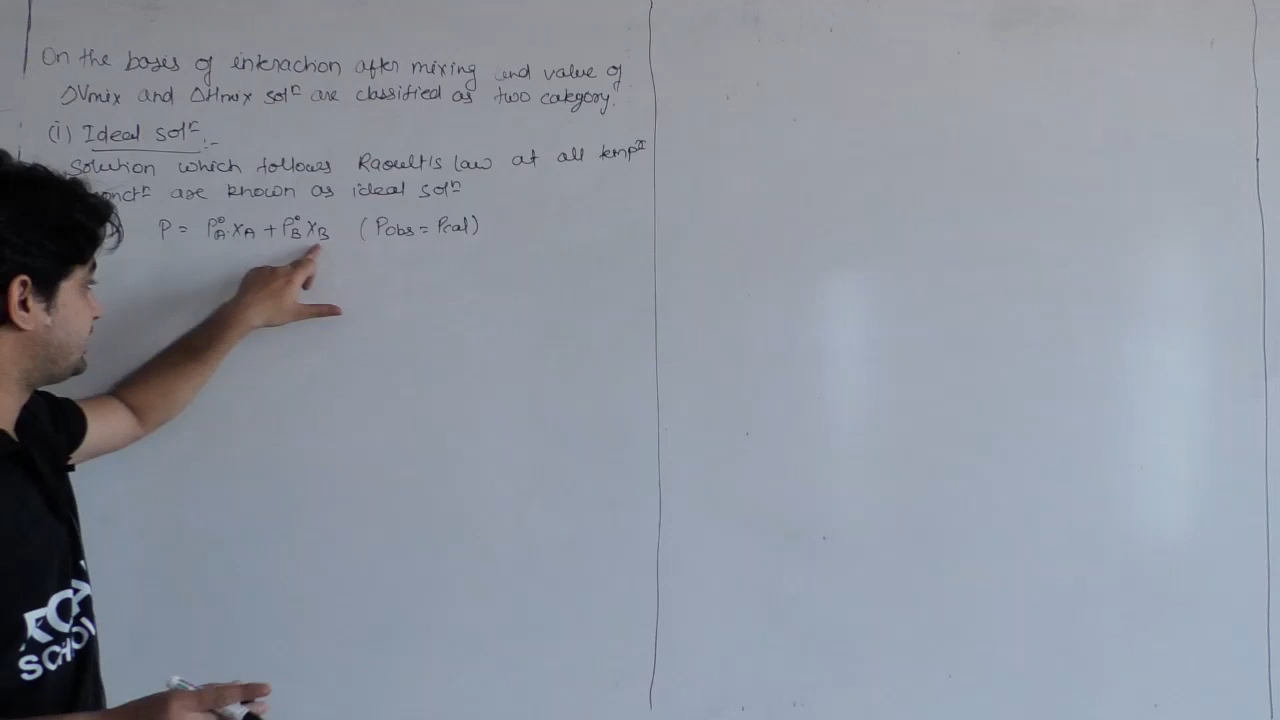 On the bases of interaction after mixing and value of
ΔVmix and ΔHmix solⁿ are classified as two category.
(i) Ideal solⁿ :-
Solution which follows Raoult's law at all tempʳ
are known as ideal solⁿ
P = P°A·XA + P°B XB (Pobs = Pcal)
SCHOOL